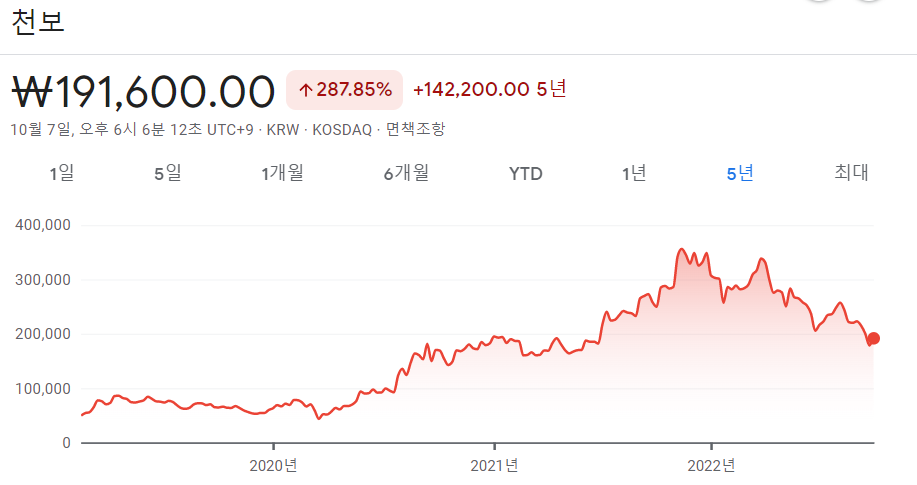 천보
₩191,600.00 ↑287.85% +142,200.00 5년
10월 7일, 오후 6시 6분 12초 UTC+9 · KRW · KOSDAQ · 면책조항
1일 5일 1개월 6개월 YTD 1년 5년 최대
400,000
300,000
200,000
100,000
0
2020년 2021년 2022년